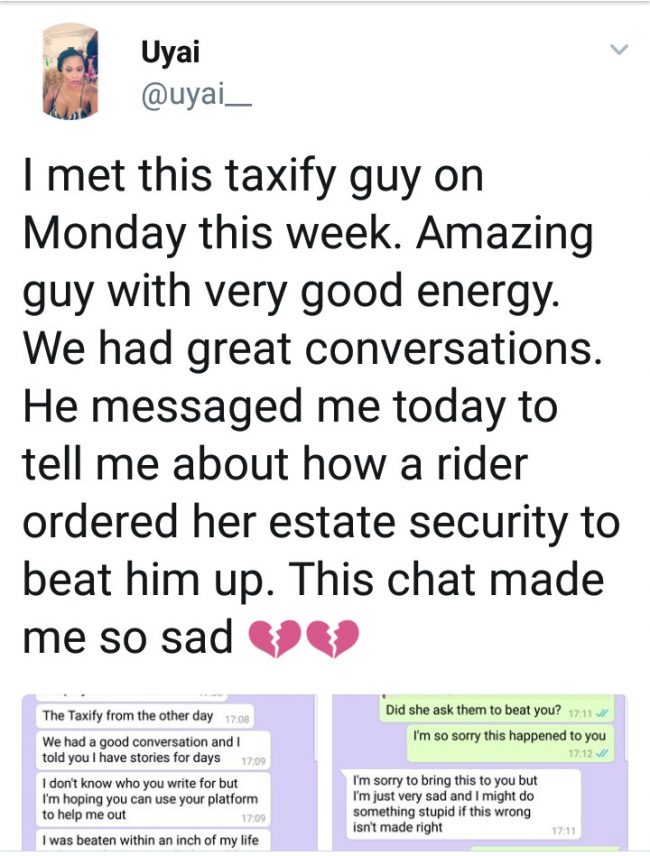 Uyai
@uyai__
I met this taxify guy on
Monday this week. Amazing
guy with very good energy.
We had great conversations.
He messaged me today to
tell me about how a rider
ordered her estate security to
beat him up. This chat made
me so sad 💔💔
The Taxify from the other day 17:08
We had a good conversation and I
told you I have stories for days 17:09
I don't know who you write for but
I'm hoping you can use your platform
to help me out 17:09
I was beaten within an inch of my life
Did she ask them to beat you? 17:11
I'm so sorry this happened to you
17:12
I'm sorry to bring this to you but
I'm just very sad and I might do
something stupid if this wrong
isn't made right 17:11